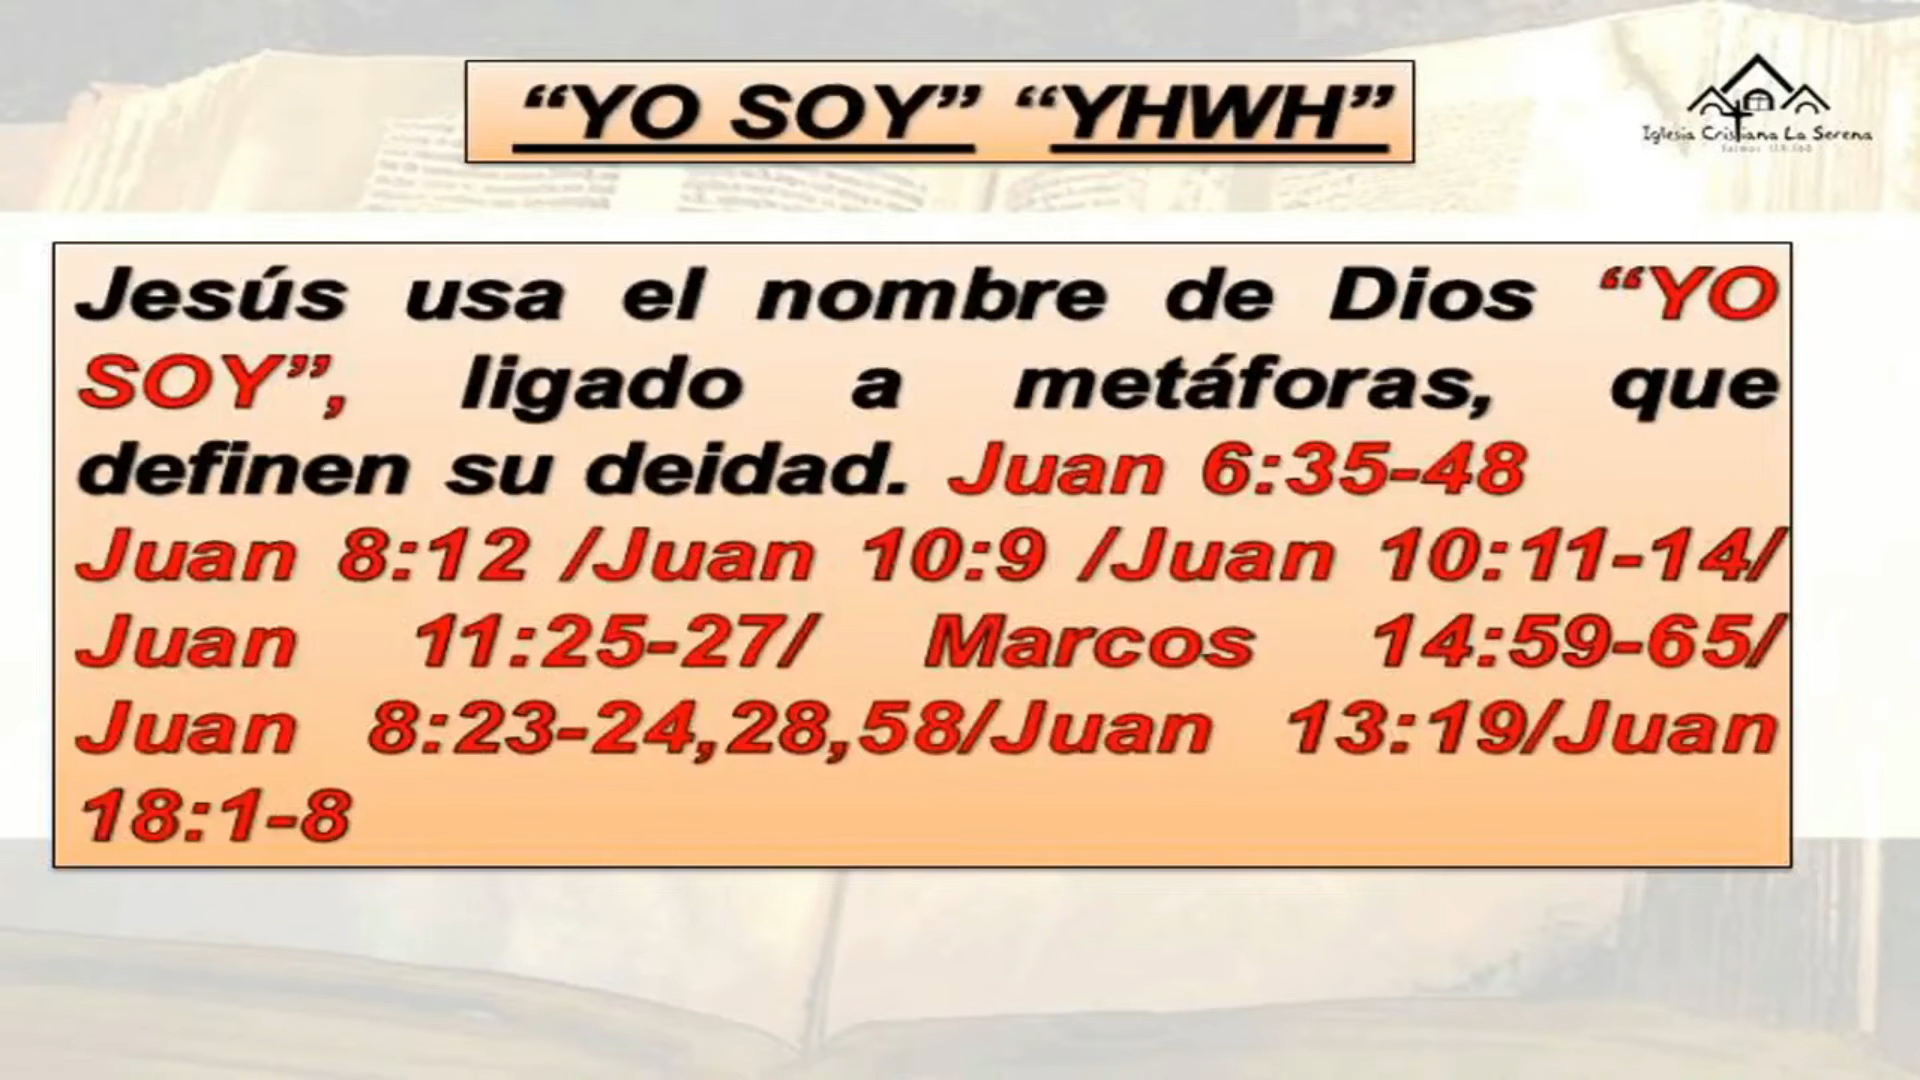 “YO SOY” “YHWH”
Iglesia Cristiana La Serena
Jesús usa el nombre de Dios “YO
SOY”, ligado a metáforas, que
definen su deidad. Juan 6:35-48
Juan 8:12 /Juan 10:9 /Juan 10:11-14/
Juan 11:25-27/ Marcos 14:59-65/
Juan 8:23-24,28,58/Juan 13:19/Juan
18:1-8